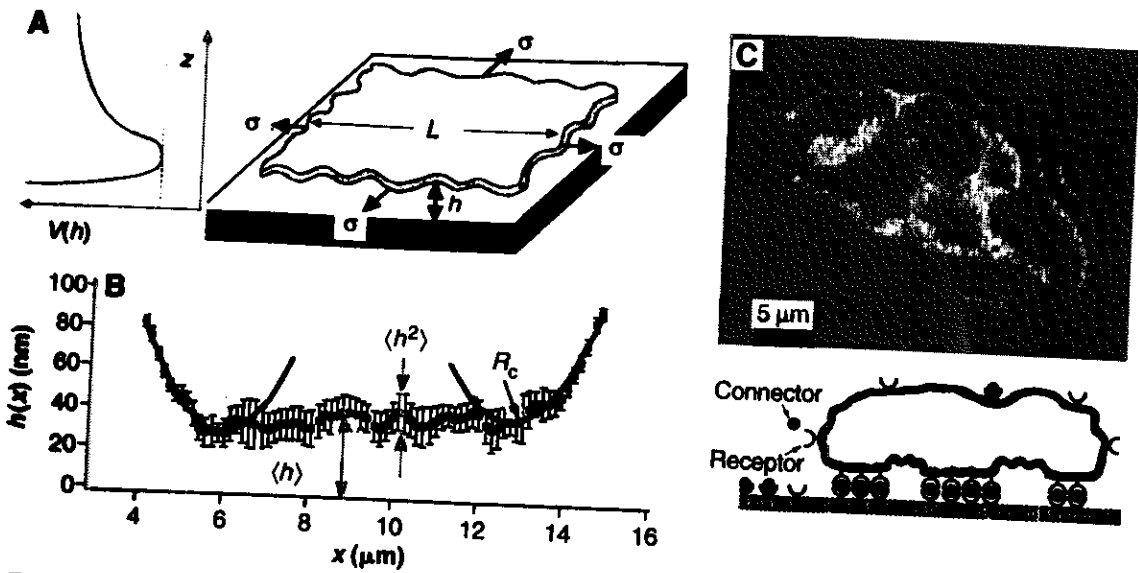 A
z
σ
σ
L
σ
h
σ
V(h)
B
100
80
60
40
20
0
h(x) (nm)
⟨h²⟩
R_c
⟨h⟩
4
6
8
10
12
14
16
x (μm)
C
5 μm
Connector
Receptor